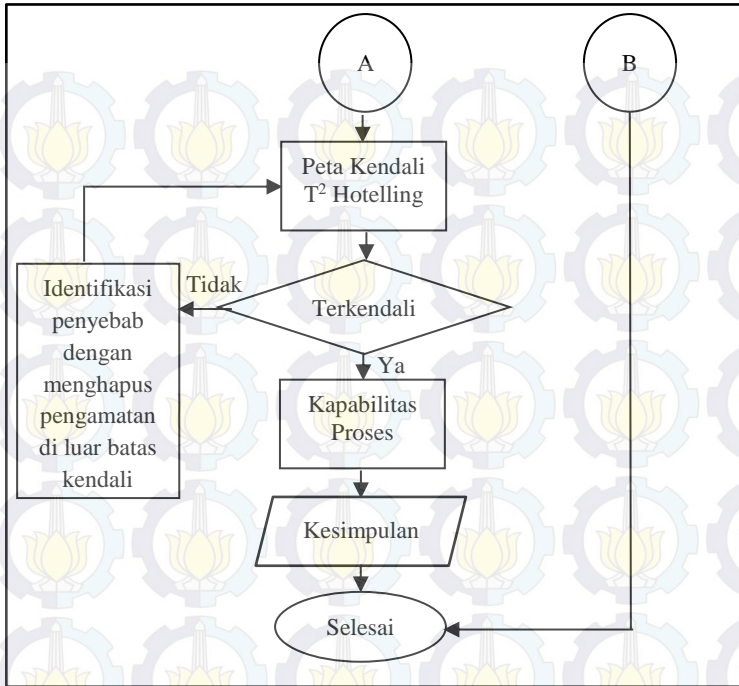 A
B
Peta Kendali
T² Hotelling
Identifikasi
penyebab
dengan
menghapus
pengamatan
di luar batas
kendali
Tidak
Terkendali
Ya
Kapabilitas
Proses
Kesimpulan
Selesai